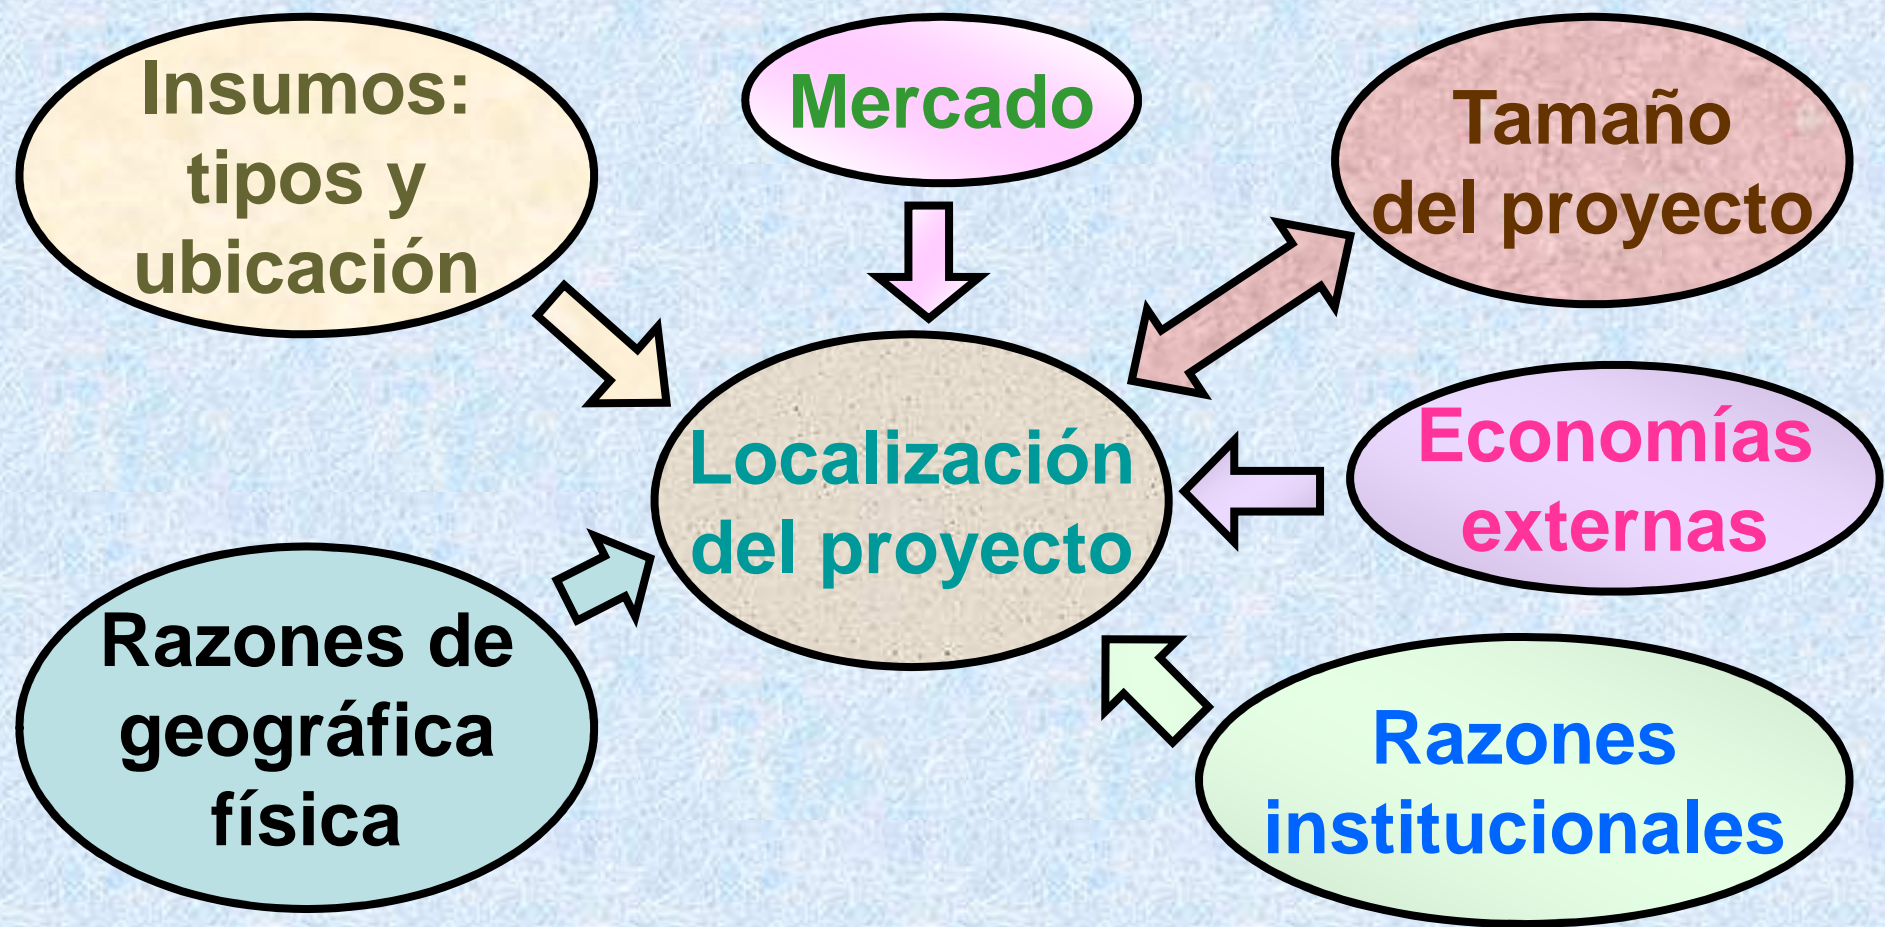 Insumos:
tipos y
ubicación
Mercado
Tamaño
del proyecto
Localización
del proyecto
Economías
externas
Razones de
geográfica
física
Razones
institucionales